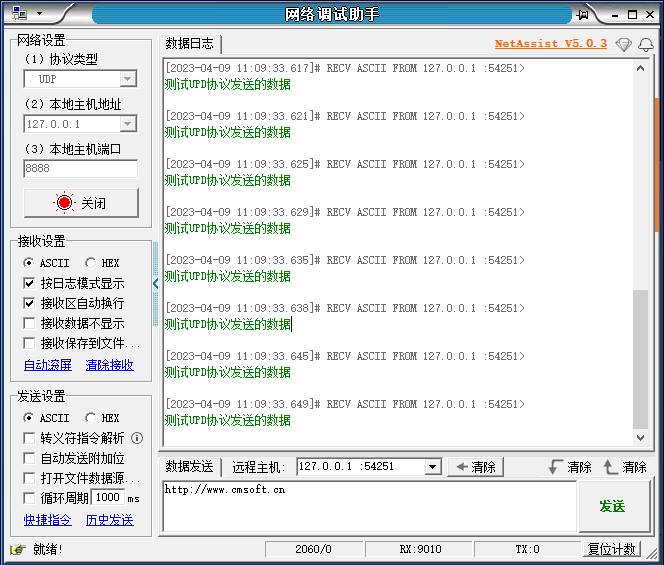 网络调试助手
网络设置
(1) 协议类型
UDP
(2) 本地主机地址
127.0.0.1
(3) 本地主机端口
8888
关闭
接收设置
ASCII HEX
按日志模式显示
接收区自动换行
接收数据不显示
接收保存到文件...
自动滚屏 清除接收
发送设置
ASCII HEX
转义符指令解析
自动发送附加位
打开文件数据源...
循环周期 1000 ms
快捷指令 历史发送
数据日志
NetAssist V5.0.3
[2023-04-09 11:09:33.617]# RECV ASCII FROM 127.0.0.1 :54251>
测试UPD协议发送的数据
[2023-04-09 11:09:33.621]# RECV ASCII FROM 127.0.0.1 :54251>
测试UPD协议发送的数据
[2023-04-09 11:09:33.625]# RECV ASCII FROM 127.0.0.1 :54251>
测试UPD协议发送的数据
[2023-04-09 11:09:33.629]# RECV ASCII FROM 127.0.0.1 :54251>
测试UPD协议发送的数据
[2023-04-09 11:09:33.635]# RECV ASCII FROM 127.0.0.1 :54251>
测试UPD协议发送的数据
[2023-04-09 11:09:33.638]# RECV ASCII FROM 127.0.0.1 :54251>
测试UPD协议发送的数据
[2023-04-09 11:09:33.645]# RECV ASCII FROM 127.0.0.1 :54251>
测试UPD协议发送的数据
[2023-04-09 11:09:33.649]# RECV ASCII FROM 127.0.0.1 :54251>
测试UPD协议发送的数据
数据发送 远程主机: 127.0.0.1 :54251 清除 清除 清除
http://www.cmsoft.cn
发送
就绪! 2060/0 RX:9010 TX:0 复位计数